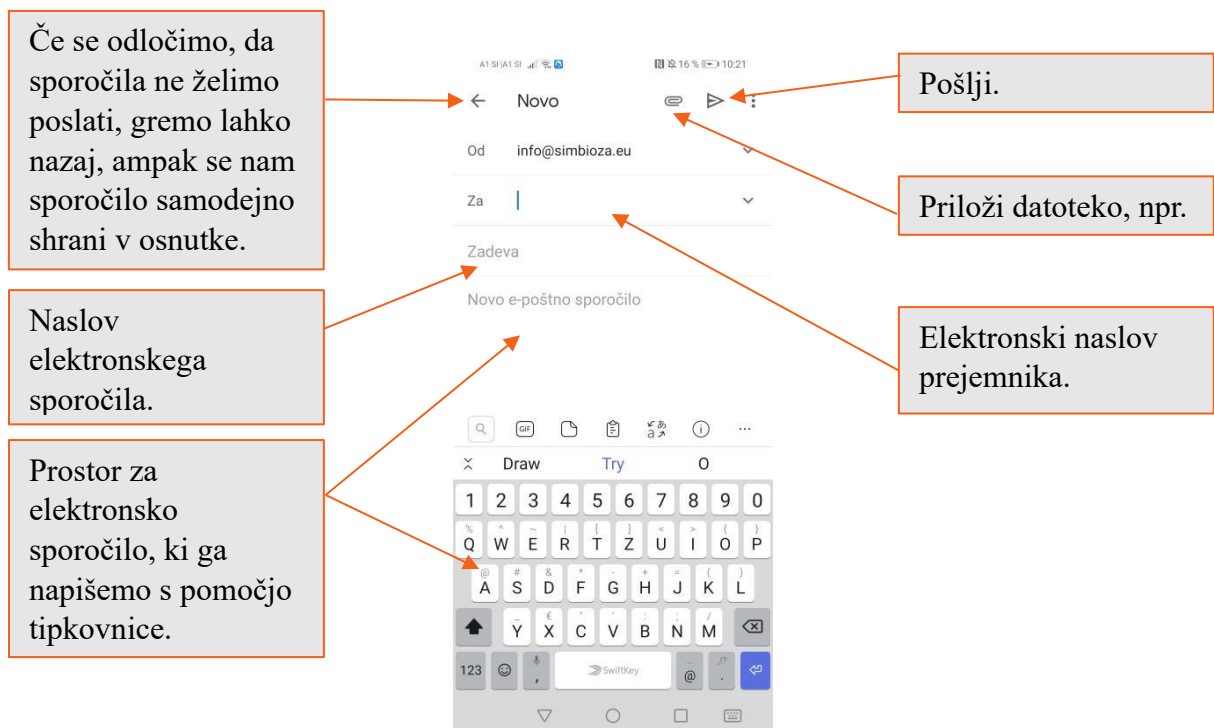 Če se odločimo, da
sporočila ne želimo
poslati, gremo lahko
nazaj, ampak se nam
sporočilo samodejno
shrani v osnutke.
Naslov
elektronskega
sporočila.
Prostor za
elektronsko
sporočilo, ki ga
napišemo s pomočjo
tipkovnice.
A1 SI A1 SI 16 % 10:21
Novo
Od info@simbioza.eu
Za
Zadeva
Novo e-poštno sporočilo
GIF あ a ...
Draw Try O
1 2 3 4 5 6 7 8 9 0
% ^ ~ | [ ] < > { }
Q W E R T Z U I O P
@ # & * - + = ( )
A S D F G H J K L
_ € " ' : ; /
Y X C V B N M
123 , SwiftKey @ . ,!?
Pošlji.
Priloži datoteko, npr.
Elektronski naslov
prejemnika.